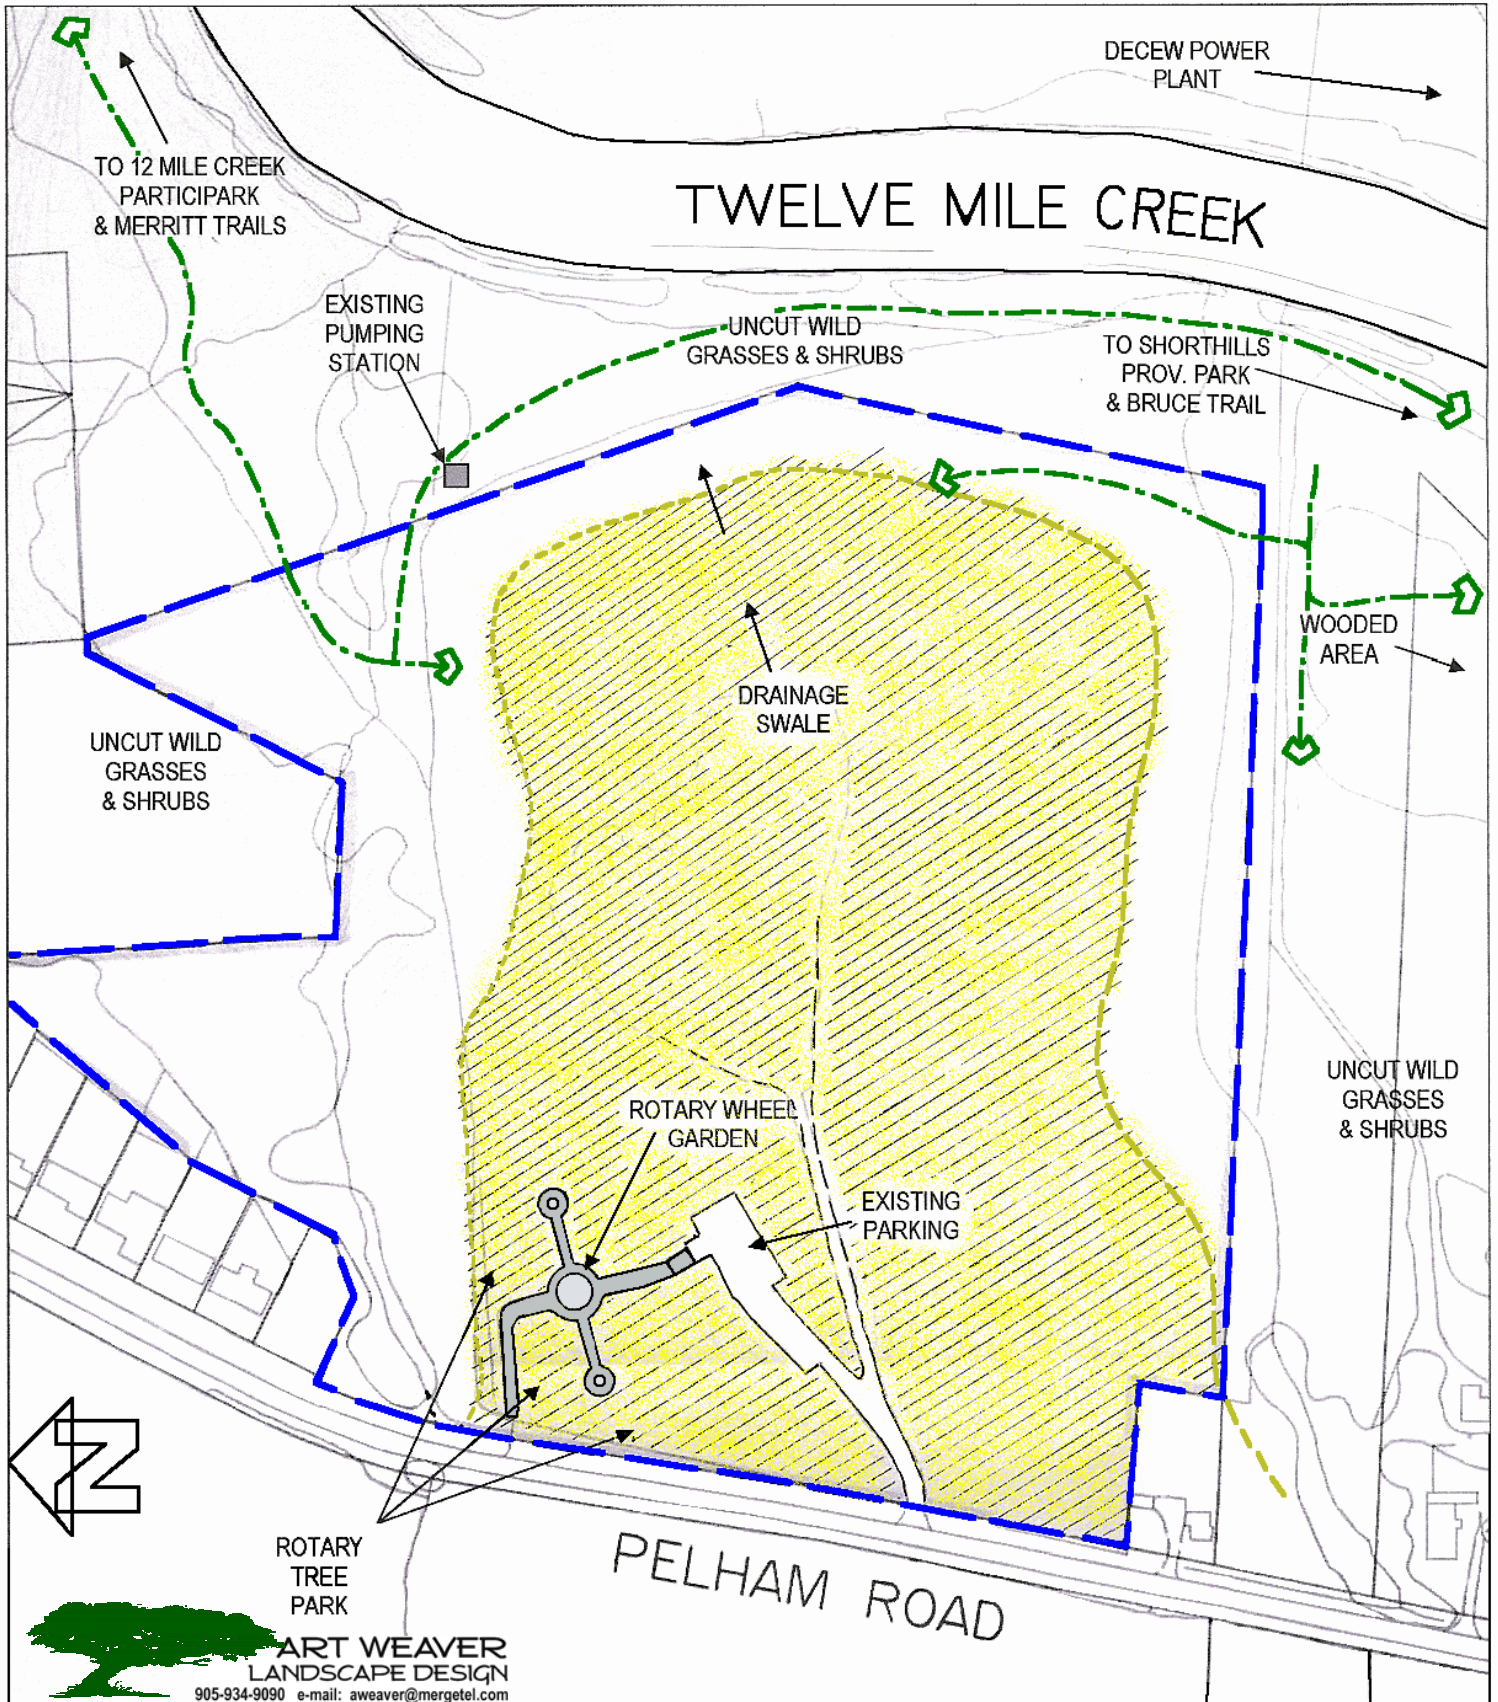 DECEW POWER
PLANT
TO 12 MILE CREEK
PARTICIPARK
& MERRITT TRAILS
TWELVE MILE CREEK
EXISTING
PUMPING
STATION
UNCUT WILD
GRASSES & SHRUBS
TO SHORTHILLS
PROV. PARK
& BRUCE TRAIL
WOODED
AREA
DRAINAGE
SWALE
UNCUT WILD
GRASSES
& SHRUBS
UNCUT WILD
GRASSES
& SHRUBS
ROTARY WHEEL
GARDEN
EXISTING
PARKING
N
ROTARY
TREE
PARK
PELHAM ROAD
ART WEAVER
LANDSCAPE DESIGN
905-934-9090 e-mail: aweaver@mergetel.com